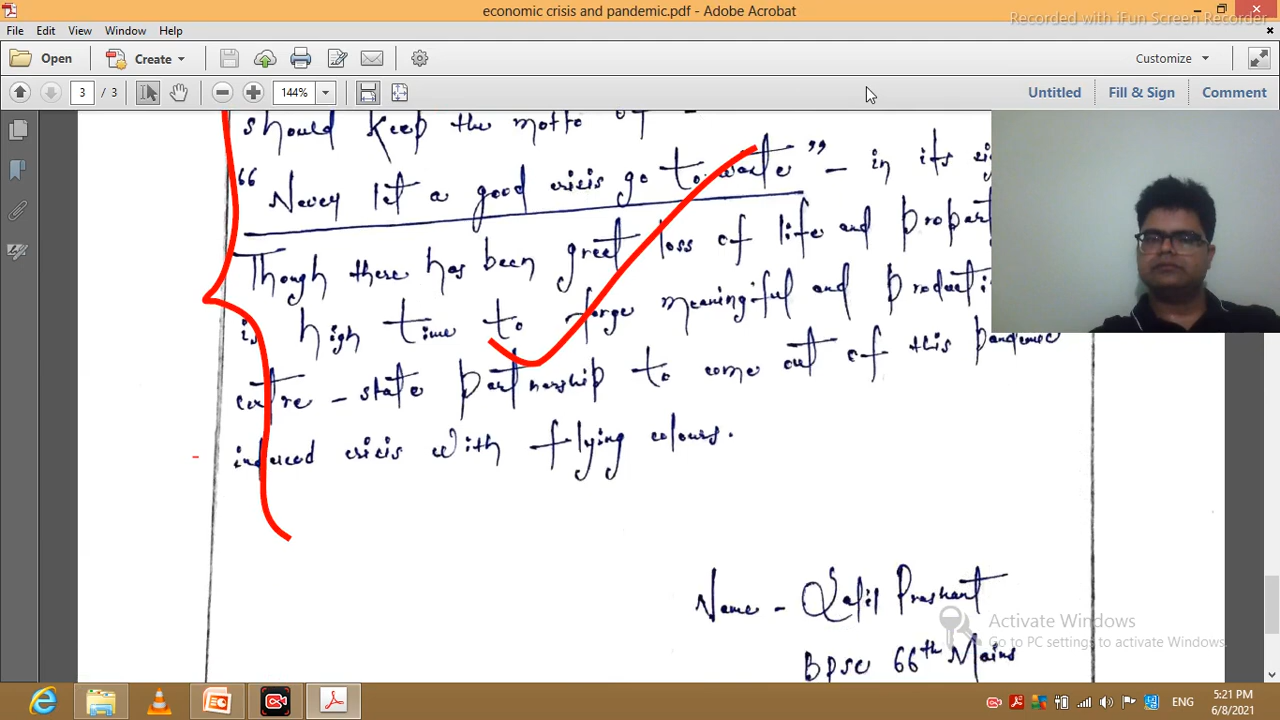 economic crisis and pandemic.pdf - Adobe Acrobat
Recorded with iFun Screen Recorder
File Edit View Window Help
Open Create Customize
3 / 3 144% Untitled Fill & Sign Comment
should keep the motto of -
“ Never let a good crisis go to waste ” - in its
Though there has been great loss of life and
is high time to forge meaningful and
centre - state partnership to come out of this pandemic
induced crisis with flying colours.
Name - Prashant
BPSC 66th Mains
Activate Windows
Go to PC settings to activate Windows.
ENG
5:21 PM
6/8/2021